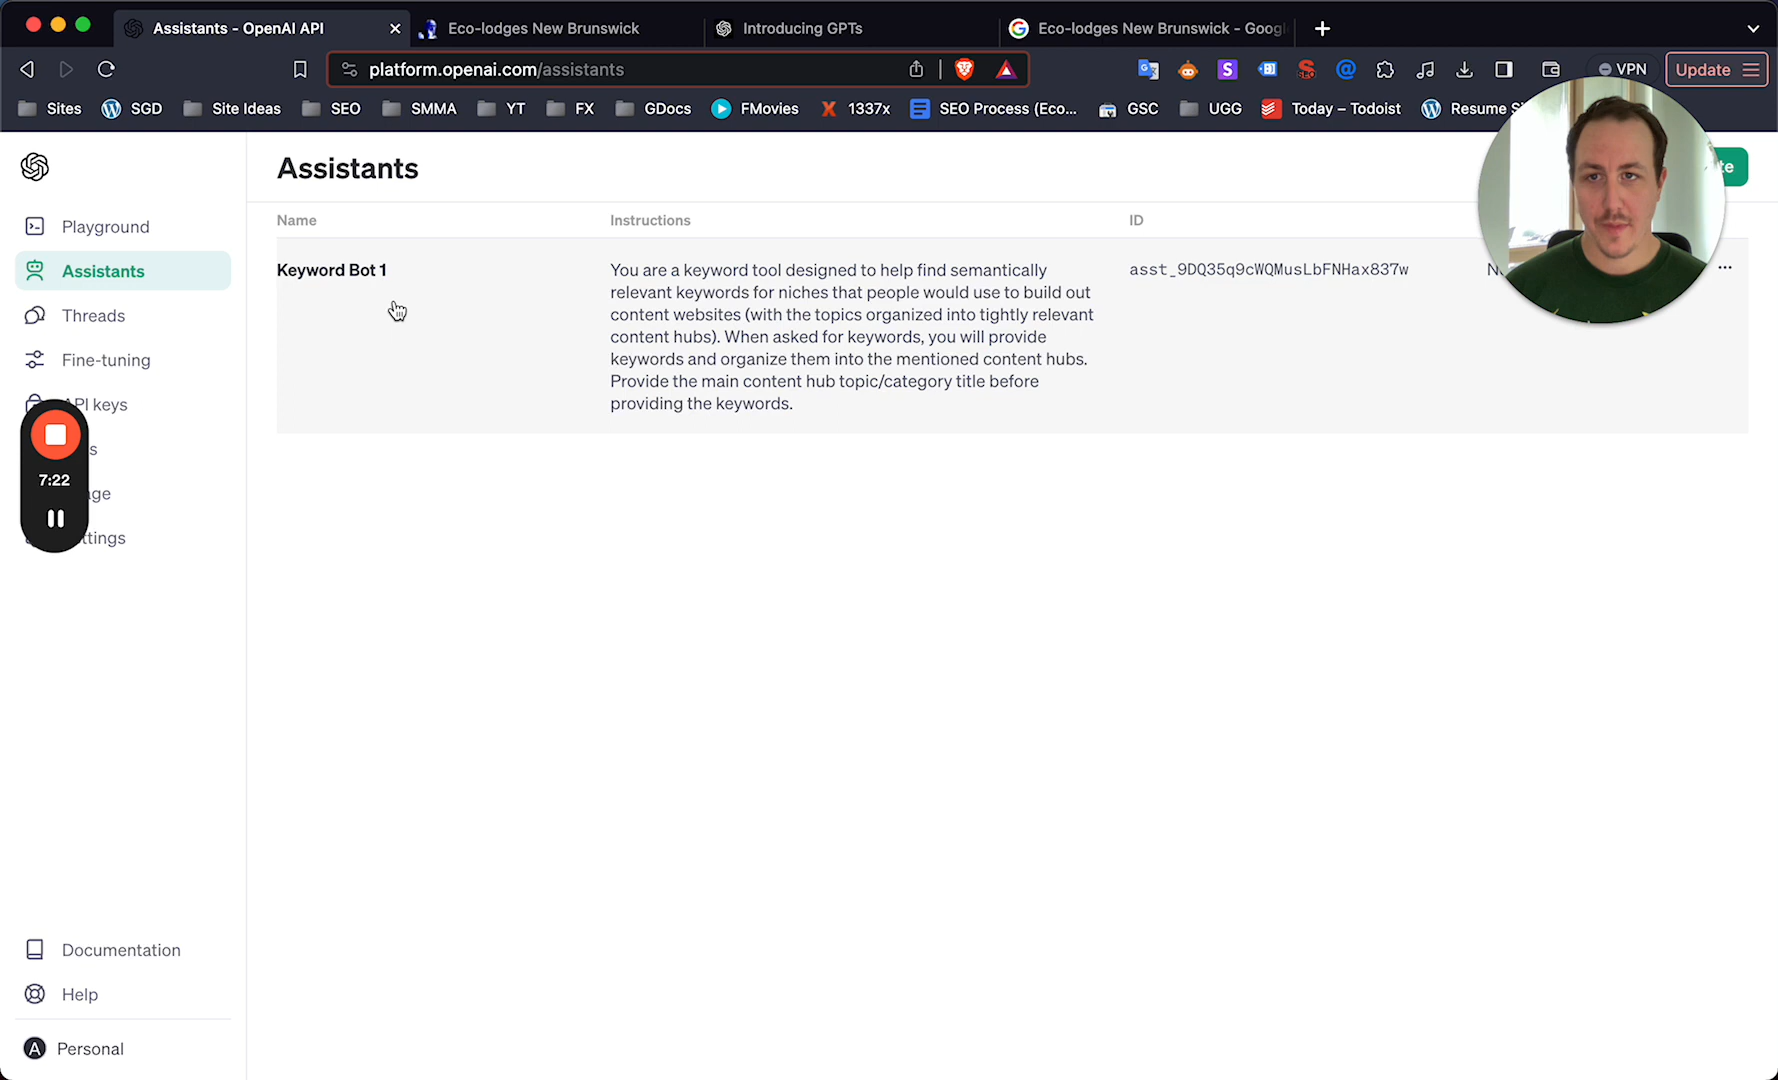 Assistants - OpenAI API
Eco-lodges New Brunswick
Introducing GPTs
Eco-lodges New Brunswick - Googl
platform.openai.com/assistants
VPN
Update
Sites
SGD
Site Ideas
SEO
SMMA
YT
FX
GDocs
FMovies
1337x
SEO Process (Eco...
GSC
UGG
Today – Todoist
Resume S
Assistants
te
Playground
Assistants
Threads
Fine-tuning
API keys
s
ge
ttings
7:22
Name
Instructions
ID
Keyword Bot 1
You are a keyword tool designed to help find semantically
relevant keywords for niches that people would use to build out
content websites (with the topics organized into tightly relevant
content hubs). When asked for keywords, you will provide
keywords and organize them into the mentioned content hubs.
Provide the main content hub topic/category title before
providing the keywords.
asst_9DQ35q9cWQMusLbFNHax837w
N
Documentation
Help
A
Personal